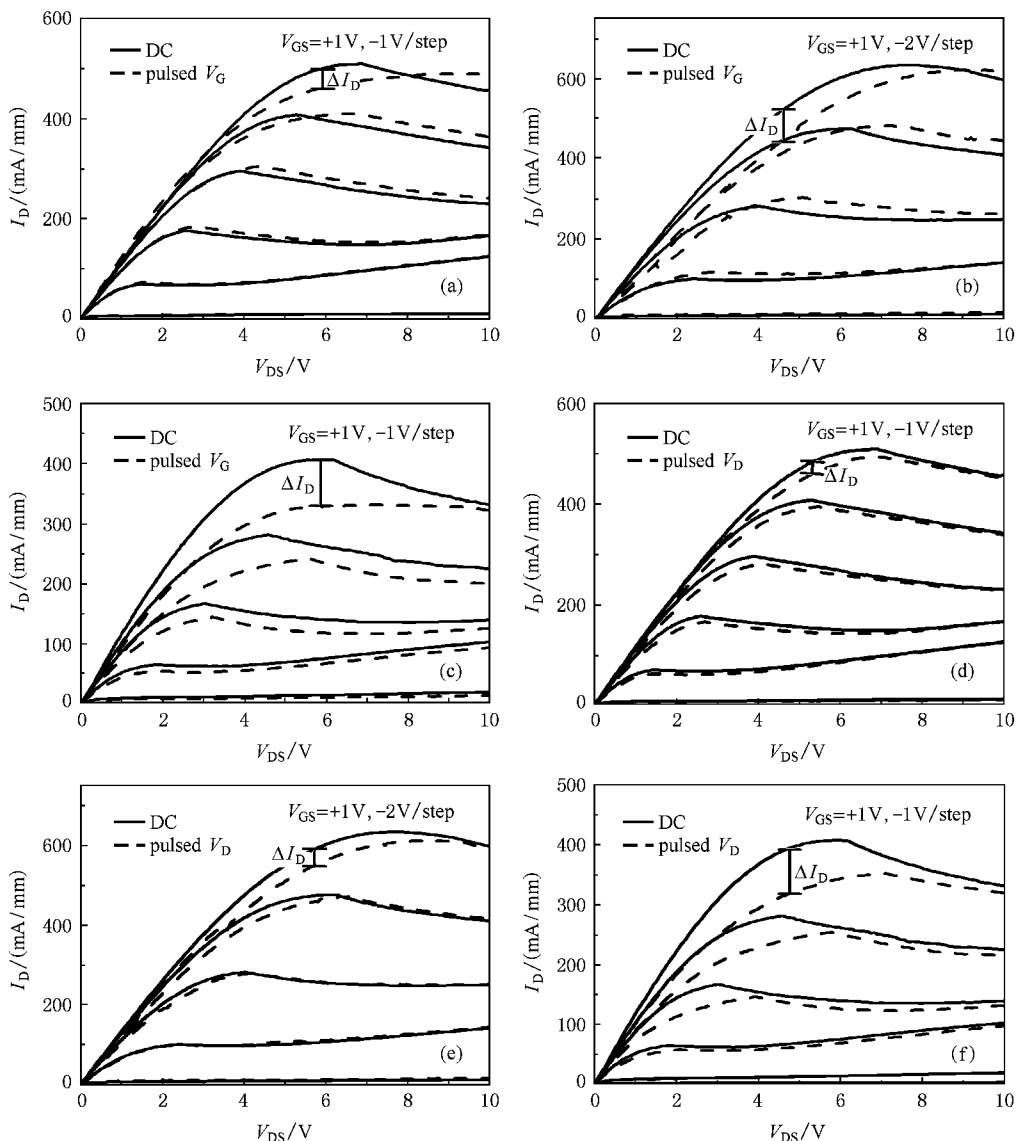 600
500
400
300
200
100
0
I_D/(mA/mm)
DC
pulsed V_G
V_GS=+1V, -1V/step
ΔI_D
(a)
0 2 4 6 8 10
V_DS/V
600
400
200
0
I_D/(mA/mm)
DC
pulsed V_G
V_GS=+1V, -2V/step
ΔI_D
(b)
0 2 4 6 8 10
V_DS/V
500
400
300
200
100
50
0
I_D/(mA/mm)
DC
pulsed V_G
V_GS=+1V, -1V/step
ΔI_D
(c)
0 2 4 6 8 10
V_DS/V
600
400
200
0
I_D/(mA/mm)
DC
pulsed V_D
V_GS=+1V, -1V/step
ΔI_D
(d)
0 2 4 6 8 10
V_DS/V
600
400
200
0
I_D/(mA/mm)
DC
pulsed V_D
V_GS=+1V, -2V/step
ΔI_D
(e)
0 2 4 6 8 10
V_DS/V
500
400
300
200
100
0
I_D/(mA/mm)
DC
pulsed V_D
V_GS=+1V, -1V/step
ΔI_D
(f)
0 2 4 6 8 10
V_DS/V